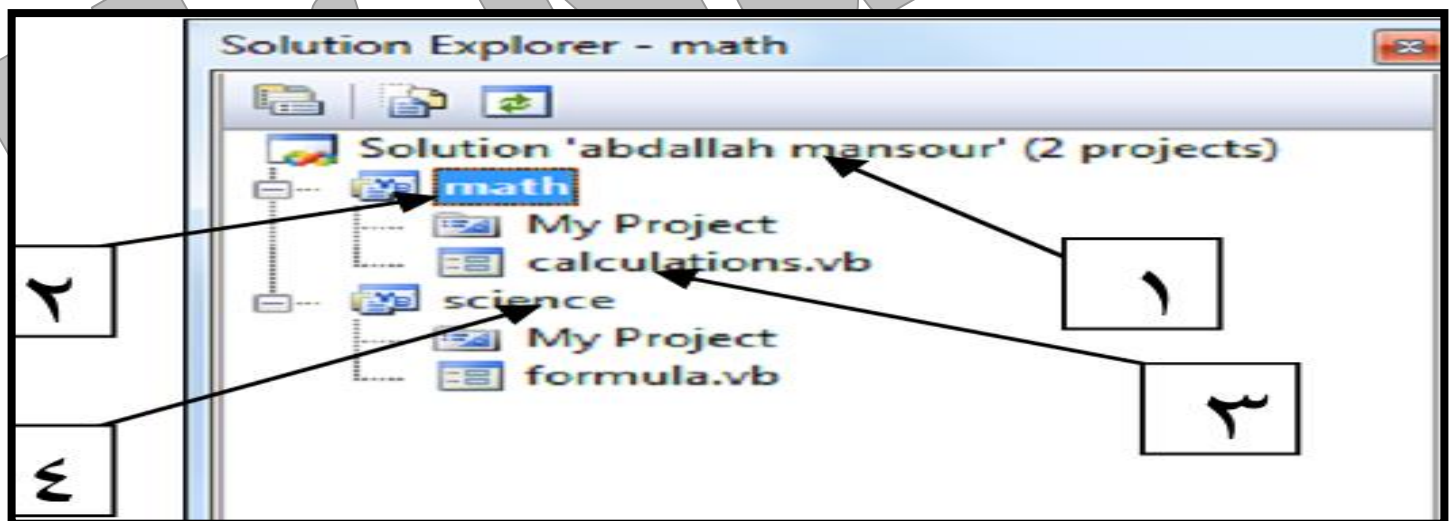 Solution Explorer - math
Solution 'abdallah mansour' (2 projects)
math
My Project
calculations.vb
science
My Project
formula.vb
١
٢
٣
٤